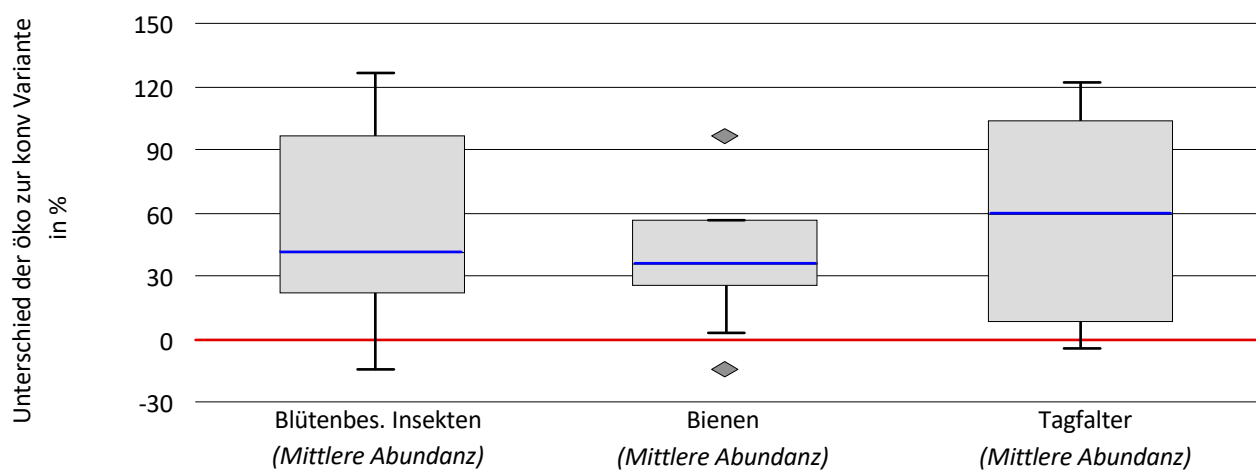 Unterschied der öko zur konv Variante
in %
150
120
90
60
30
0
-30
Blütenbes. Insekten
(Mittlere Abundanz)
Bienen
(Mittlere Abundanz)
Tagfalter
(Mittlere Abundanz)